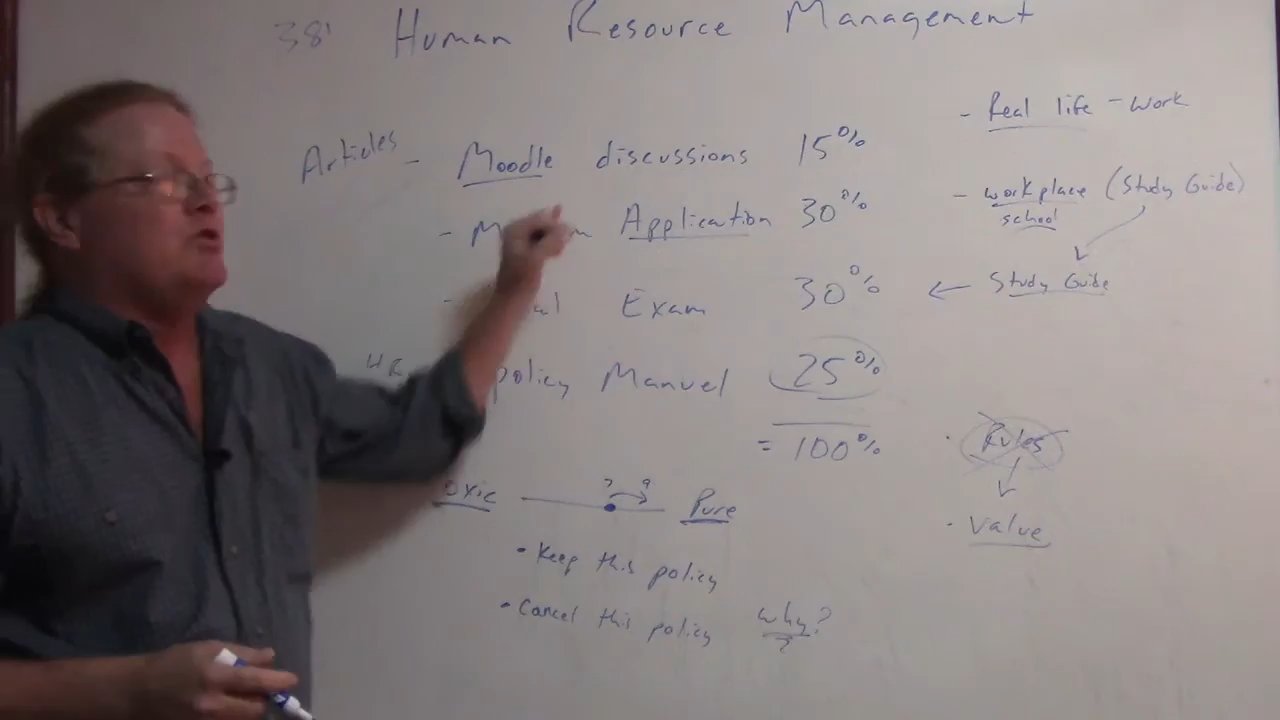 38' Human Resource Management
Articles - Moodle discussions 15%
- Application 30%
- Exam 30%
HR policy Manuel 25%
= 100%
Pure
• Keep this policy
• Cancel this policy why?
- Real life - work
- workplace (Study Guide)
school
Study Guide
• Rules
• Value